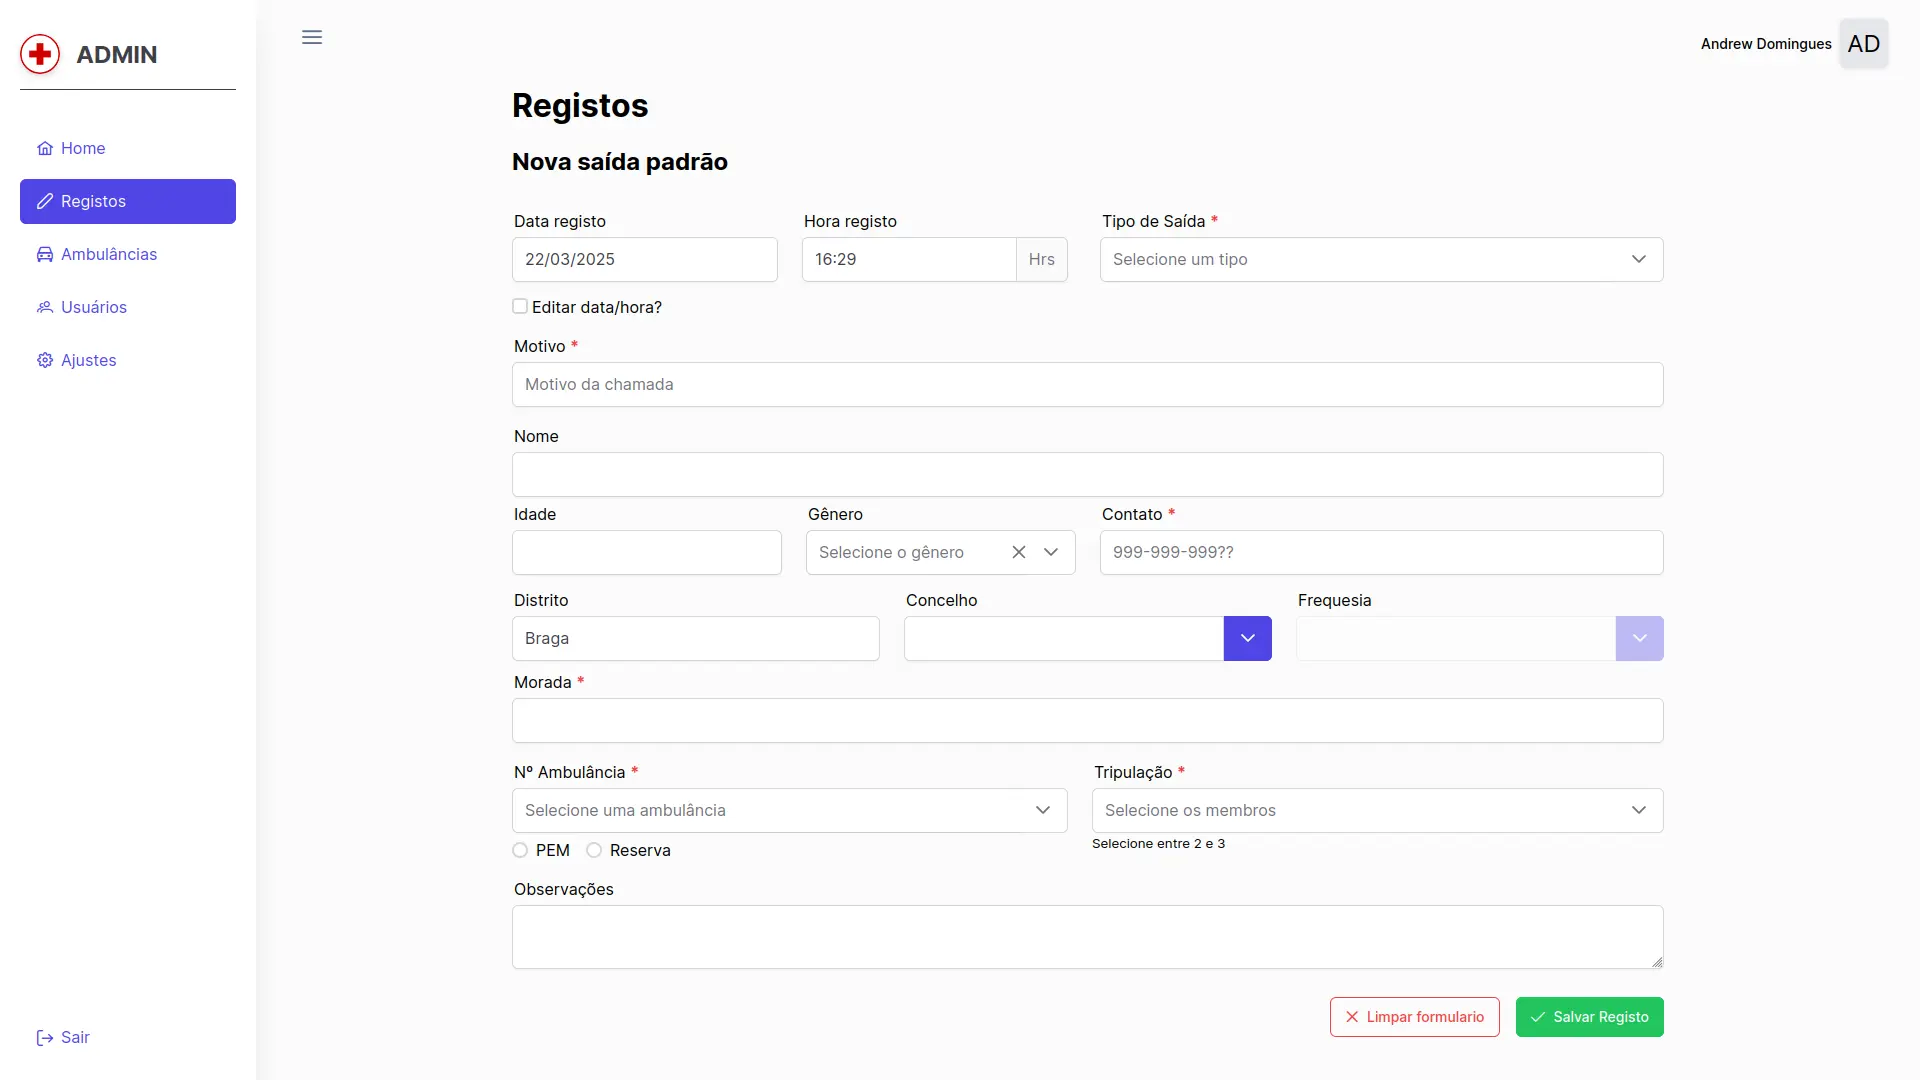 ADMIN
Home
Registos
Ambulâncias
Usuários
Ajustes
Sair
Andrew Domingues AD
Registos
Nova saída padrão
Data registo Hora registo Tipo de Saída *
22/03/2025 16:29 Hrs Selecione um tipo
Editar data/hora?
Motivo *
Motivo da chamada
Nome
Idade Gênero Contato *
Selecione o gênero 999-999-999??
Distrito Concelho Frequesia
Braga
Morada *
Nº Ambulância * Tripulação *
Selecione uma ambulância Selecione os membros
PEM Reserva Selecione entre 2 e 3
Observações
Limpar formulario Salvar Registo